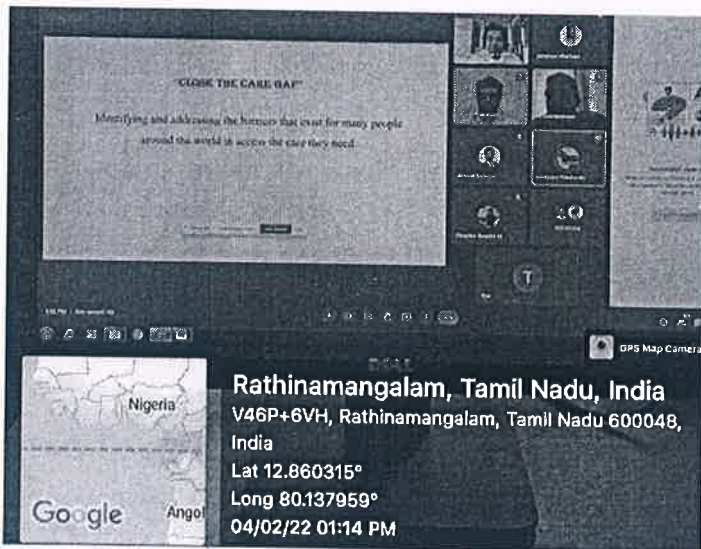 "CLOSE THE CARE GAP"
Identifying and addressing the barriers that exist for many people
around the world to access the care they need
T
DELL
GPS Map Camera
Nigeria
Angol
Google
Rathinamangalam, Tamil Nadu, India
V46P+6VH, Rathinamangalam, Tamil Nadu 600048,
India
Lat 12.860315°
Long 80.137959°
04/02/22 01:14 PM